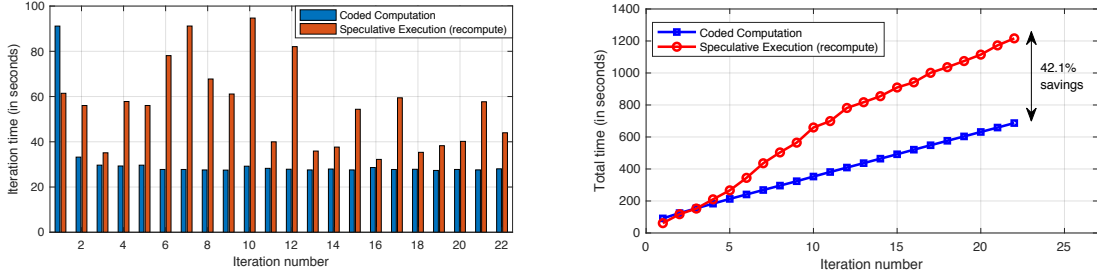 100
80
60
40
20
0
Iteration time (in seconds)
Coded Computation
Speculative Execution (recompute)
2 4 6 8 10 12 14 16 18 20 22
Iteration number
1400
1200
1000
800
600
400
200
0
Total time (in seconds)
Coded Computation
Speculative Execution (recompute)
42.1%
savings
0 5 10 15 20 25
Iteration number